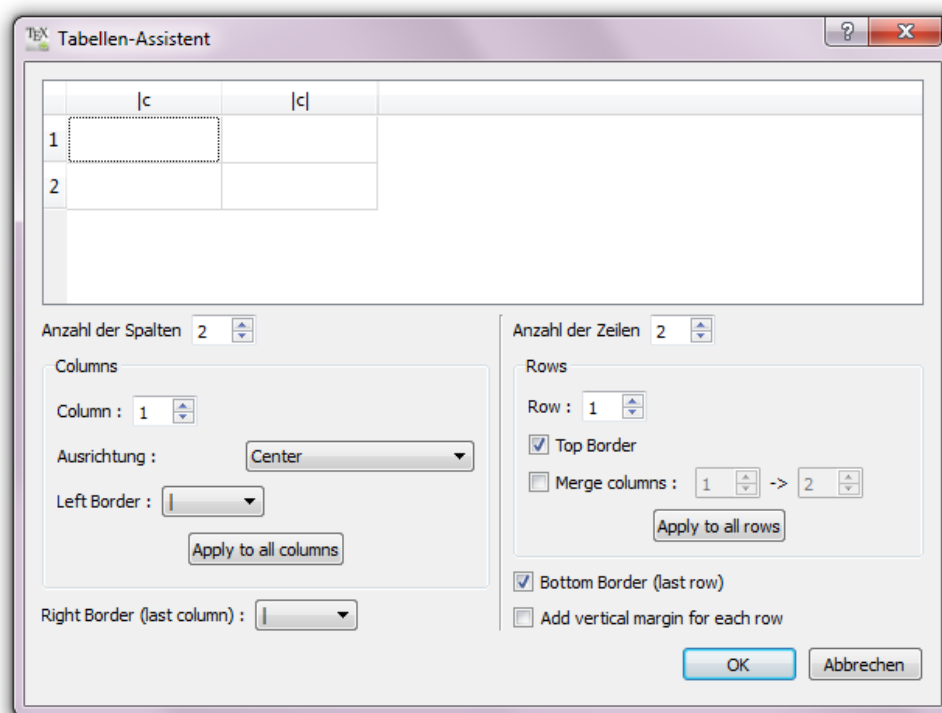 TEX Tabellen-Assistent ?
|c |c|
1
2
Anzahl der Spalten 2
Columns
Column : 1
Ausrichtung : Center
Left Border : |
Apply to all columns
Right Border (last column) : |
Anzahl der Zeilen 2
Rows
Row : 1
Top Border
Merge columns : 1 -> 2
Apply to all rows
Bottom Border (last row)
Add vertical margin for each row
OK Abbrechen